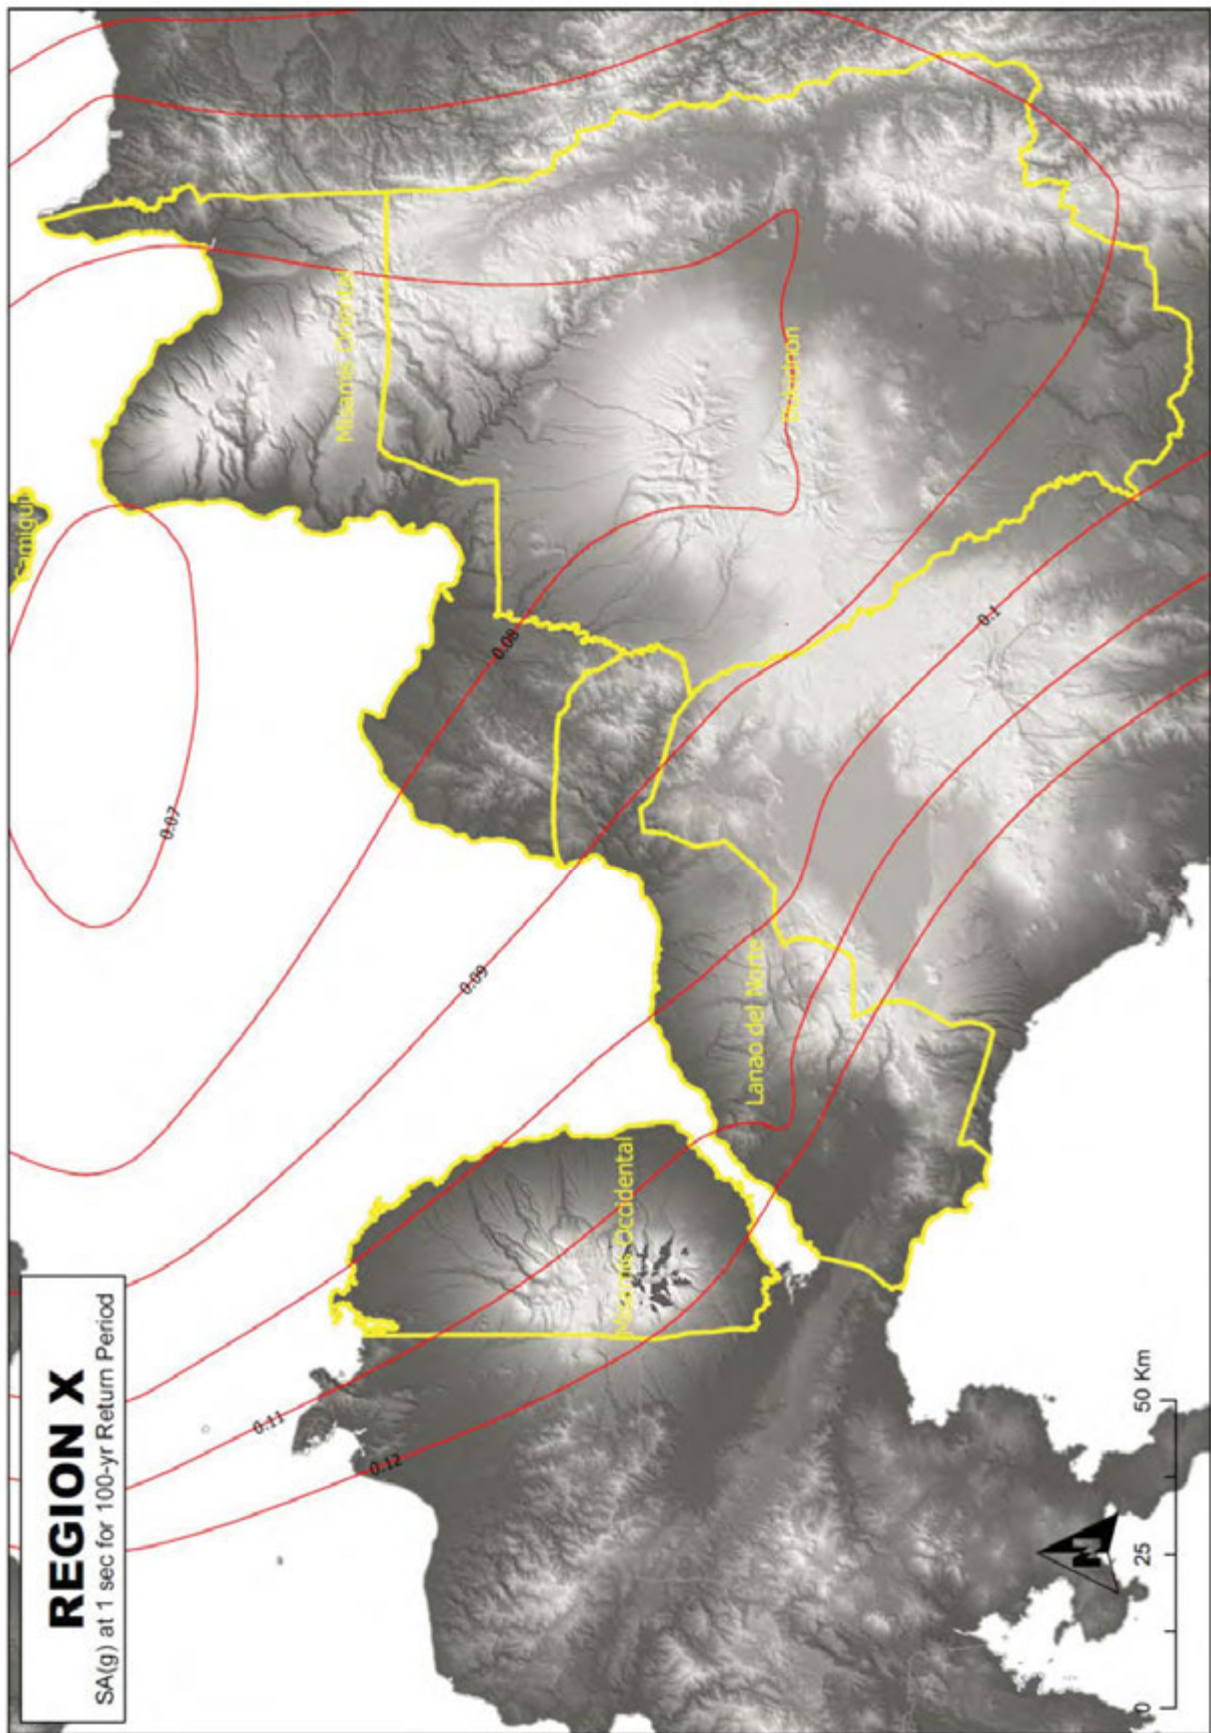 REGION X
SA(g) at 1 sec for 100-yr Return Period
Camigui
Misamis Oriental
Bukidnon
Lanao del Norte
Misamis Occidental
0.07
0.08
0.09
0.1
0.11
0.12
N
0 25 50 Km